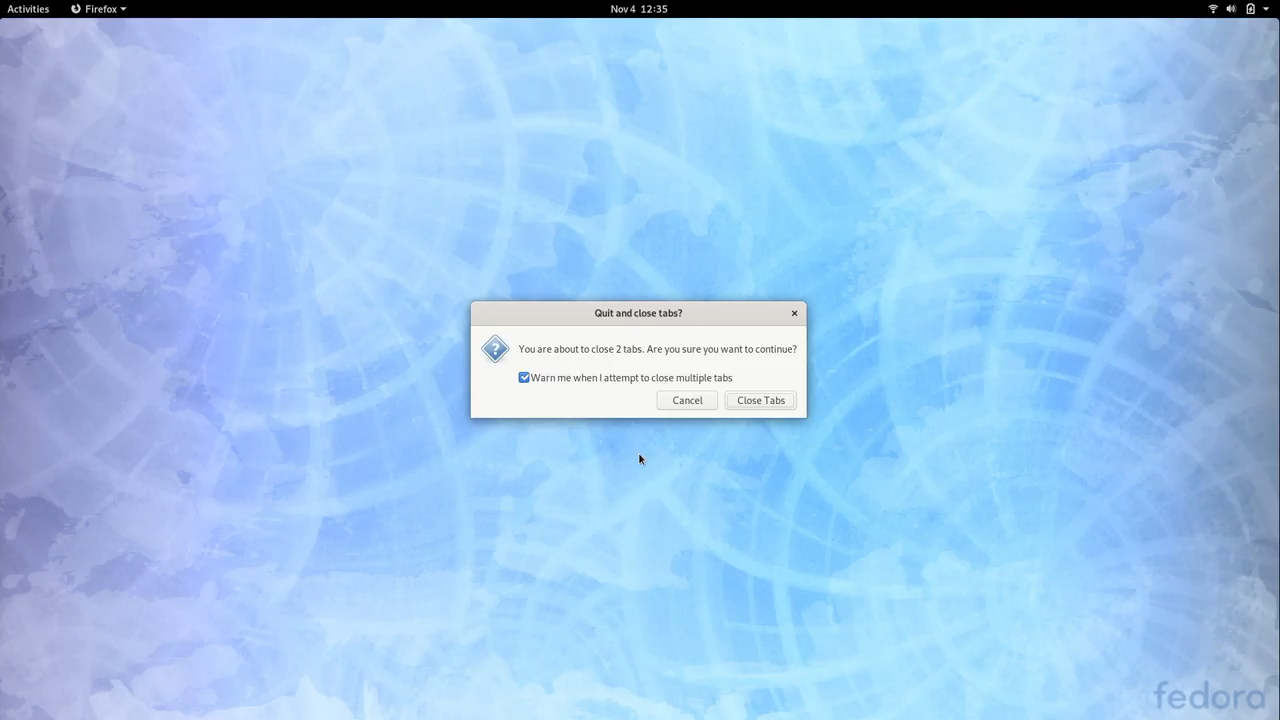 Activities
Firefox
Nov 4 12:35
Quit and close tabs?
You are about to close 2 tabs. Are you sure you want to continue?
Warn me when I attempt to close multiple tabs
Cancel
Close Tabs
fedora